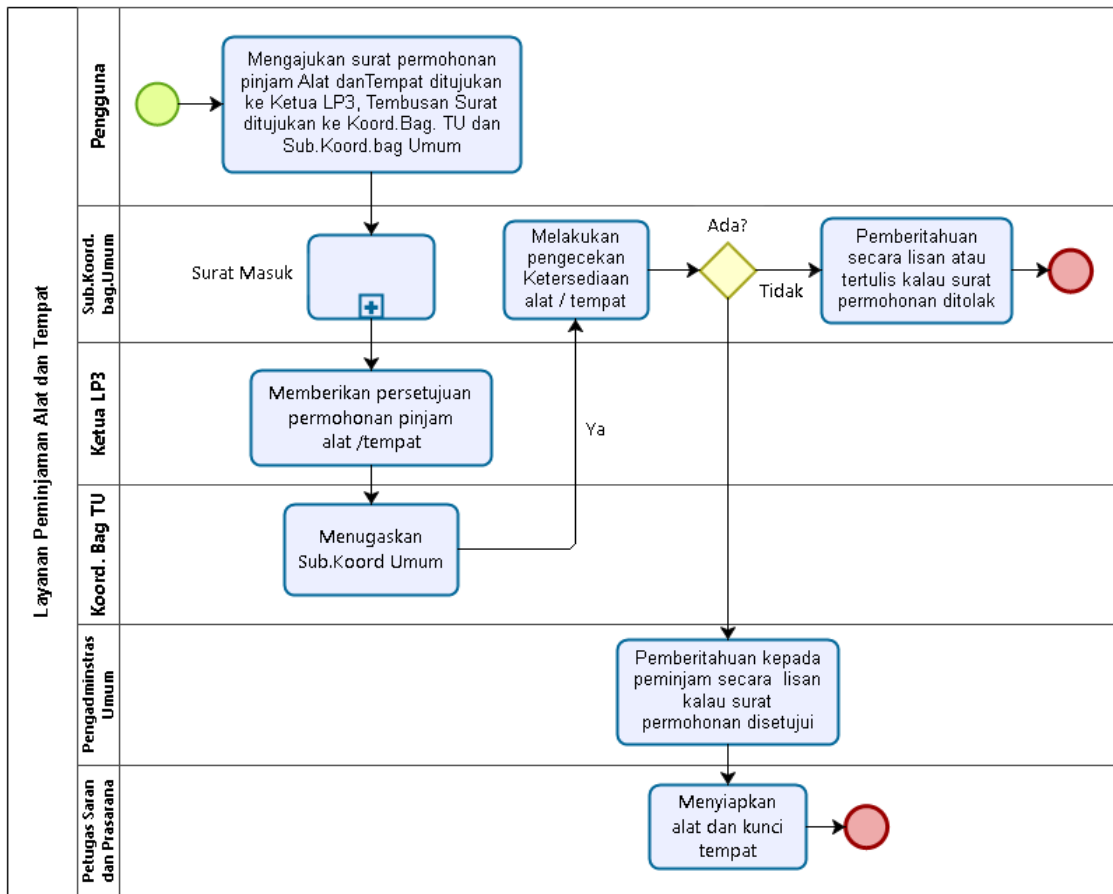 Layanan Peminjaman Alat dan Tempat
Pengguna
Mengajukan surat permohonan
pinjam Alat danTempat ditujukan
ke Ketua LP3, Tembusan Surat
ditujukan ke Koord.Bag. TU dan
Sub.Koord.bag Umum
Sub.Koord.
bag.Umum
Surat Masuk
Melakukan
pengecekan
Ketersediaan
alat / tempat
Ada?
Tidak
Pemberitahuan
secara lisan atau
tertulis kalau surat
permohonan ditolak
Ketua LP3
Memberikan persetujuan
permohonan pinjam
alat /tempat
Ya
Koord. Bag TU
Menugaskan
Sub.Koord Umum
Pengadminstras
Umum
Pemberitahuan kepada
peminjam secara lisan
kalau surat
permohonan disetujui
Petugas Saran
dan Prasarana
Menyiapkan
alat dan kunci
tempat